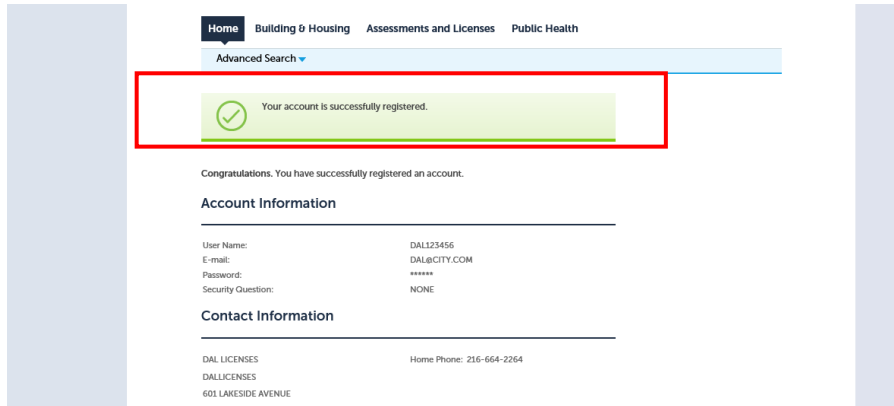 Home Building & Housing Assessments and Licenses Public Health
Advanced Search
Your account is successfully registered.
Congratulations. You have successfully registered an account.
Account Information
User Name: DAL123456
E-mail: DAL@CITY.COM
Password: ******
Security Question: NONE
Contact Information
DAL LICENSES Home Phone: 216-664-2264
DALLICENSES
601 LAKESIDE AVENUE